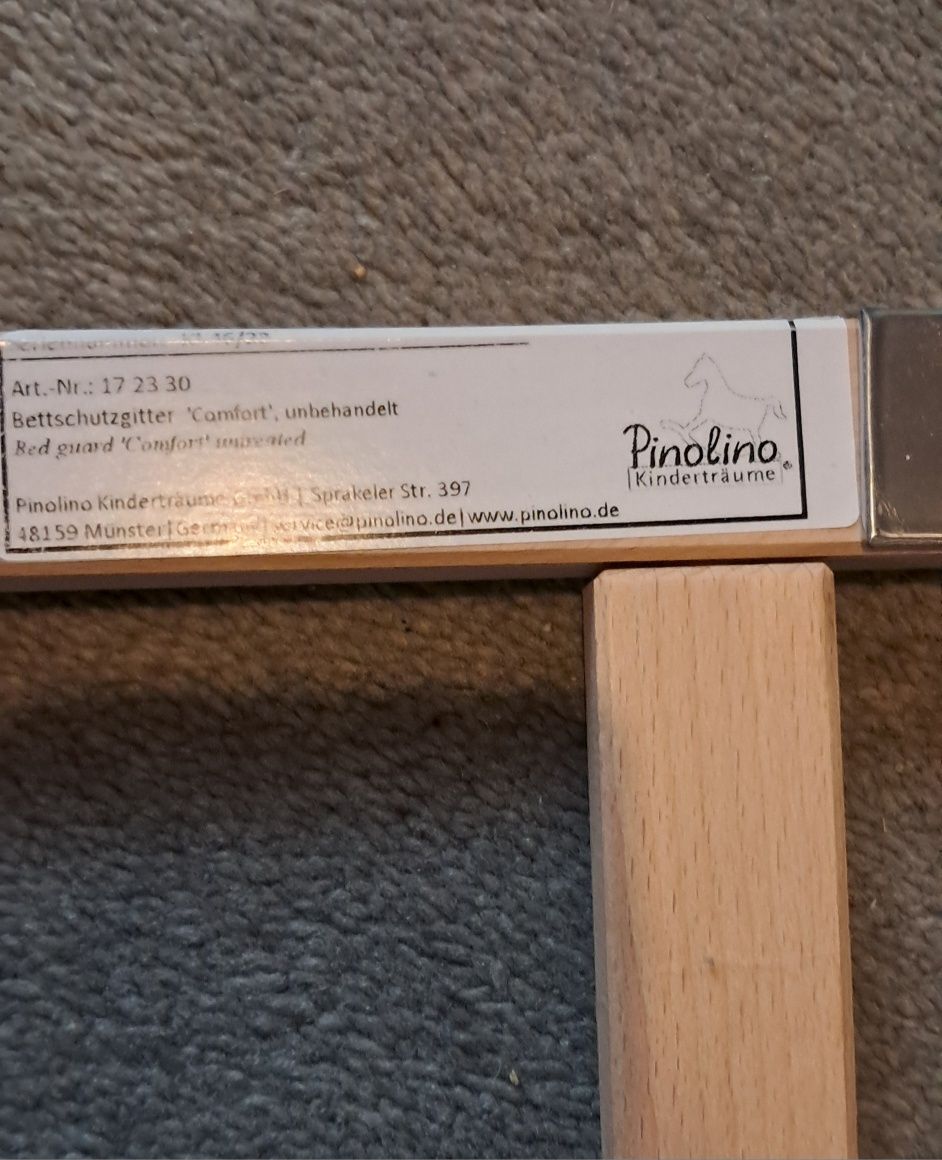 Art.-Nr.: 17 23 30
Bettschutzgitter 'Comfort', unbehandelt
Bed guard 'Comfort'
Pinolino Kinderträume GmbH | Sprakeler Str. 397
48159 Münster | Germany | service@pinolino.de | www.pinolino.de
Pinolino
Kinderträume